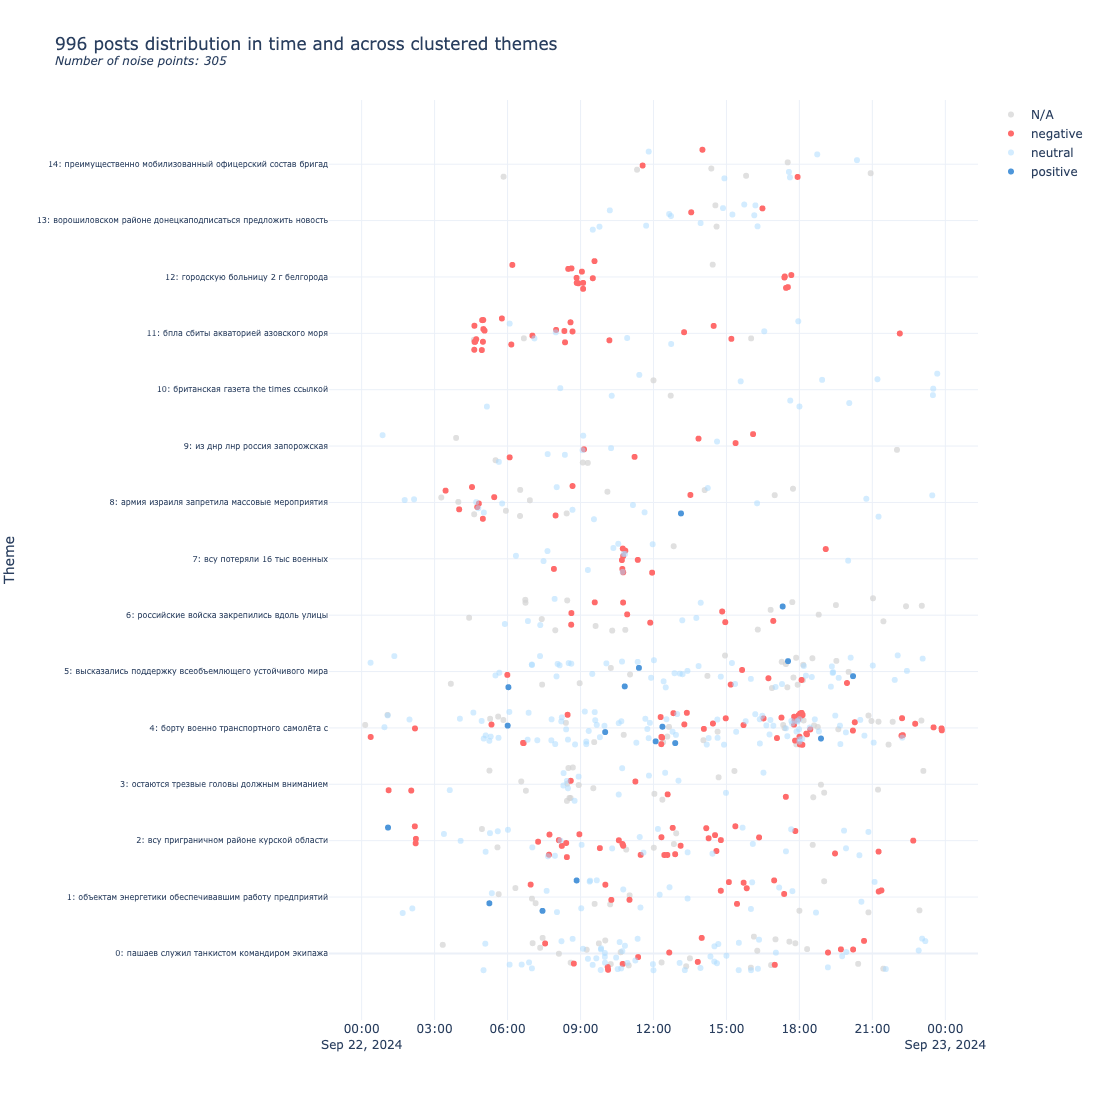 996 posts distribution in time and across clustered themes
Number of noise points: 305
N/A
negative
neutral
positive
14: преимущественно мобилизованный офицерский состав бригад
13: ворошиловском районе донецкаподписаться предложить новость
12: городскую больницу 2 г белгорода
11: бпла сбиты акваторией азовского моря
10: британская газета the times ссылкой
9: из днр лнр россия запорожская
8: армия израиля запретила массовые мероприятия
7: всу потеряли 16 тыс военных
6: российские войска закрепились вдоль улицы
5: высказались поддержку всеобъемлющего устойчивого мира
4: борту военно транспортного самолёта с
3: остаются трезвые головы должным вниманием
2: всу приграничном районе курской области
1: объектам энергетики обеспечивавшим работу предприятий
0: пашаев служил танкистом командиром экипажа
Theme
00:00 03:00 06:00 09:00 12:00 15:00 18:00 21:00 00:00
Sep 22, 2024 Sep 23, 2024